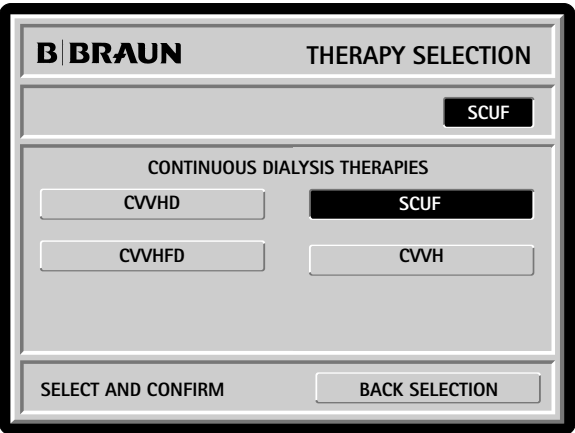 B|BRAUN THERAPY SELECTION
SCUF
CONTINUOUS DIALYSIS THERAPIES
CVVHD SCUF
CVVHFD CVVH
SELECT AND CONFIRM BACK SELECTION